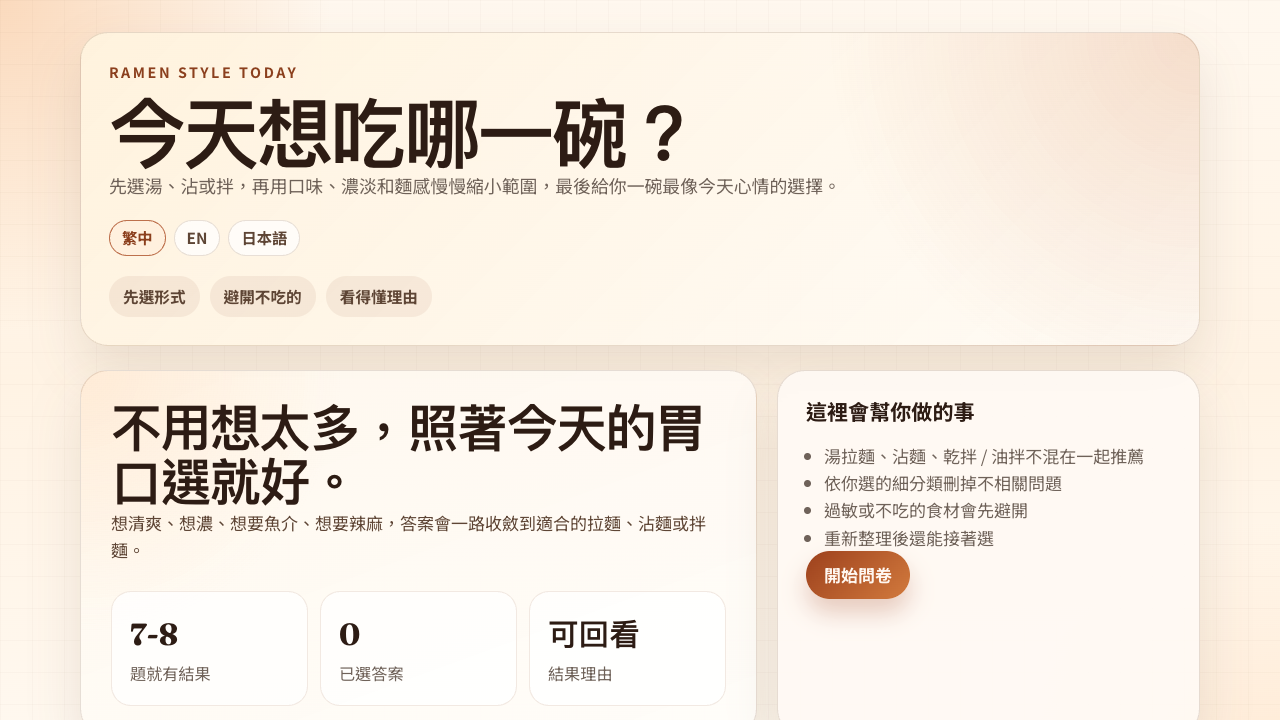 RAMEN STYLE TODAY
今天想吃哪一碗？
先選湯、沾或拌，再用口味、濃淡和麵感慢慢縮小範圍，最後給你一碗最像今天心情的選擇。
繁中 EN 日本語
先選形式 避開不吃的 看得懂理由
不用想太多，照著今天的胃
口選就好。
想清爽、想濃、想要魚介、想要辣麻，答案會一路收斂到適合的拉麵、沾麵或拌
麵。
7-8
題就有結果
0
已選答案
可回看
結果理由
這裡會幫你做的事
湯拉麵、沾麵、乾拌 / 油拌不混在一起推薦
依你選的細分類刪掉不相關問題
過敏或不吃的食材會先避開
重新整理後還能接著選
開始問卷